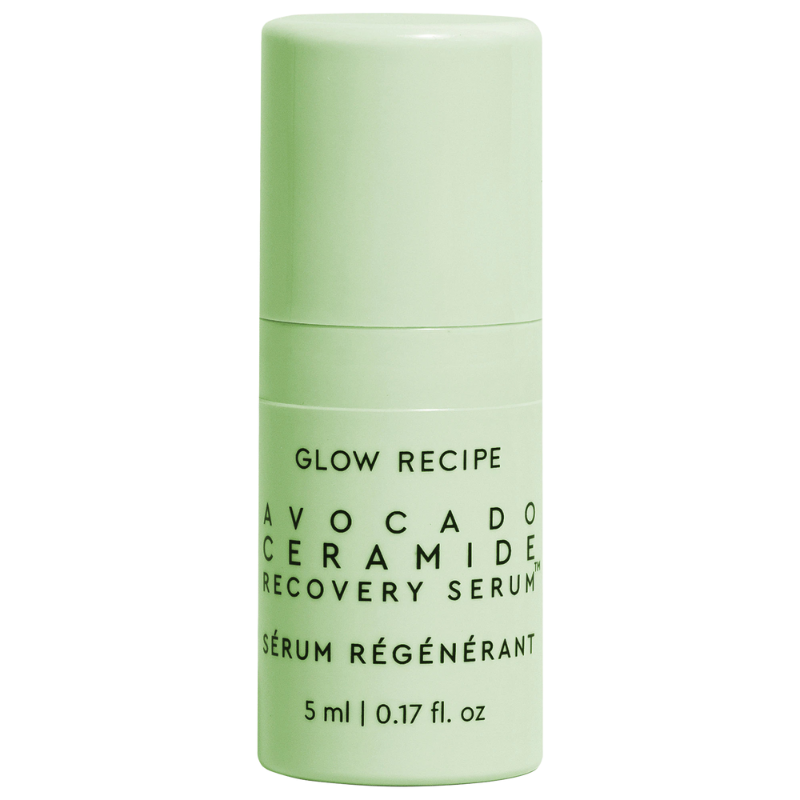 GLOW RECIPE
AVOCADO
CERAMIDE
RECOVERY SERUM™
SÉRUM RÉGÉNÉRANT
5 ml | 0.17 fl. oz